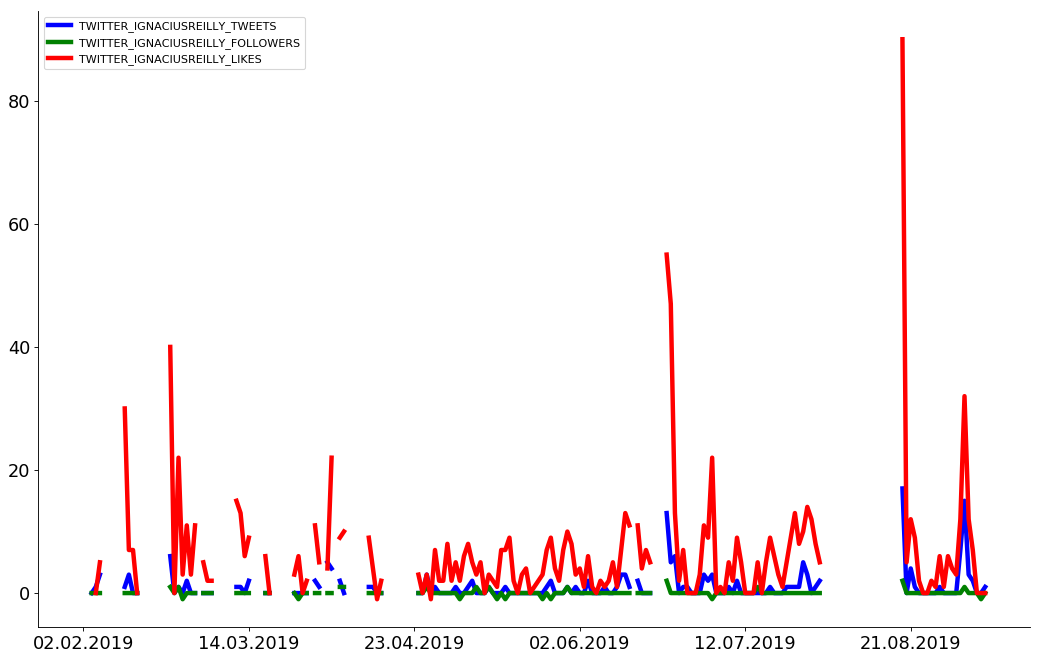 TWITTER_IGNACIUSREILLY_TWEETS
TWITTER_IGNACIUSREILLY_FOLLOWERS
TWITTER_IGNACIUSREILLY_LIKES
80
60
40
20
0
02.02.2019 14.03.2019 23.04.2019 02.06.2019 12.07.2019 21.08.2019